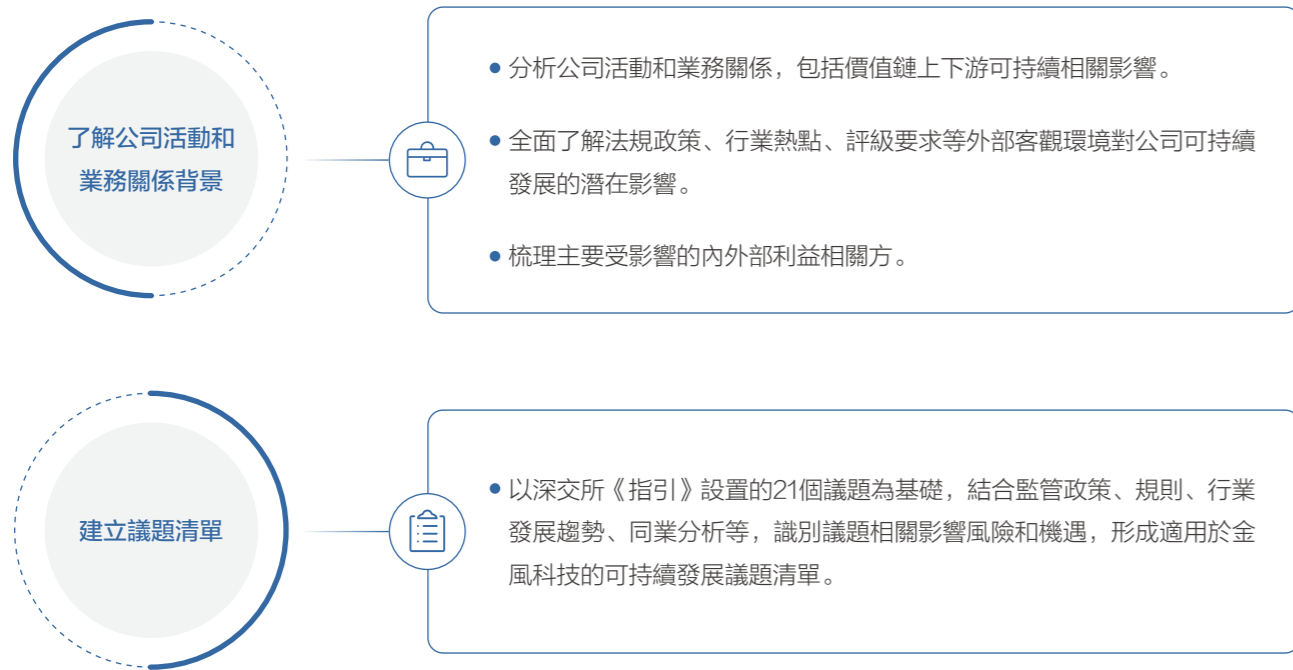 了解公司活動和
業務關係背景
● 分析公司活動和業務關係，包括價值鏈上下游可持續相關影響。
● 全面了解法規政策、行業熱點、評級要求等外部客觀環境對公司可持續
發展的潛在影響。
● 梳理主要受影響的內外部利益相關方。
建立議題清單
● 以深交所《指引》設置的21個議題為基礎，結合監管政策、規則、行業
發展趨勢、同業分析等，識別議題相關影響風險和機遇，形成適用於金
風科技的可持續發展議題清單。